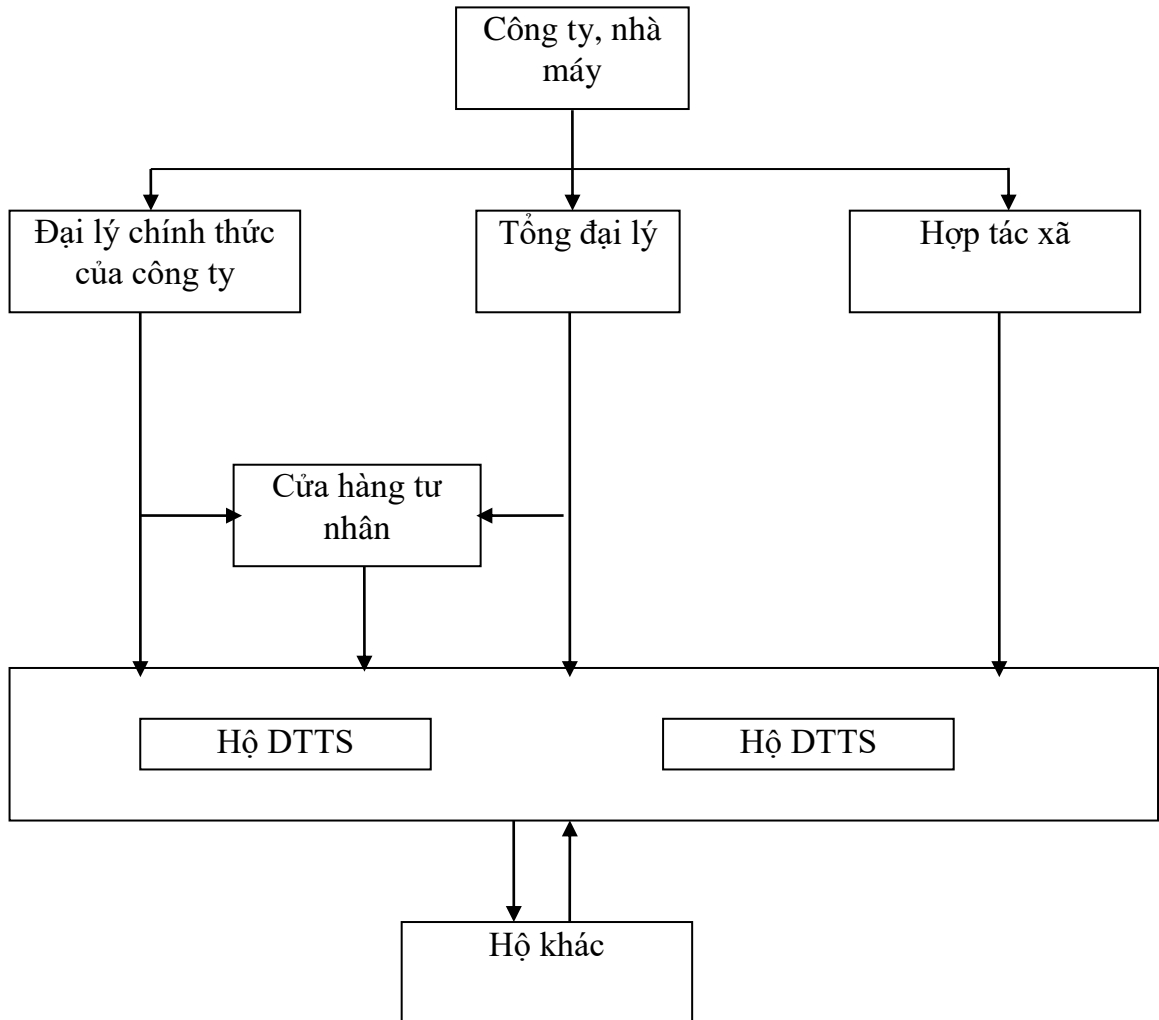 Công ty, nhà
máy
Đại lý chính thức
của công ty
Tổng đại lý
Hợp tác xã
Cửa hàng tư
nhân
Hộ DTTS
Hộ DTTS
Hộ khác